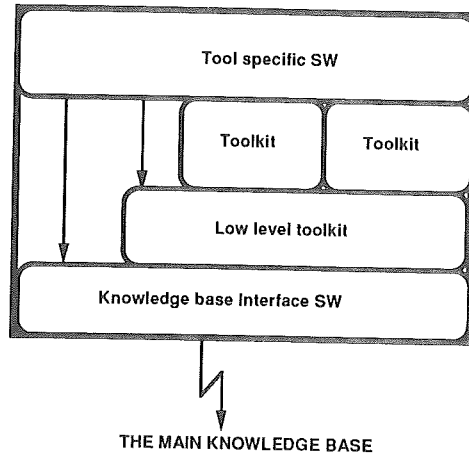 Tool specific SW
Toolkit
Toolkit
Low level toolkit
Knowledge base Interface SW
THE MAIN KNOWLEDGE BASE